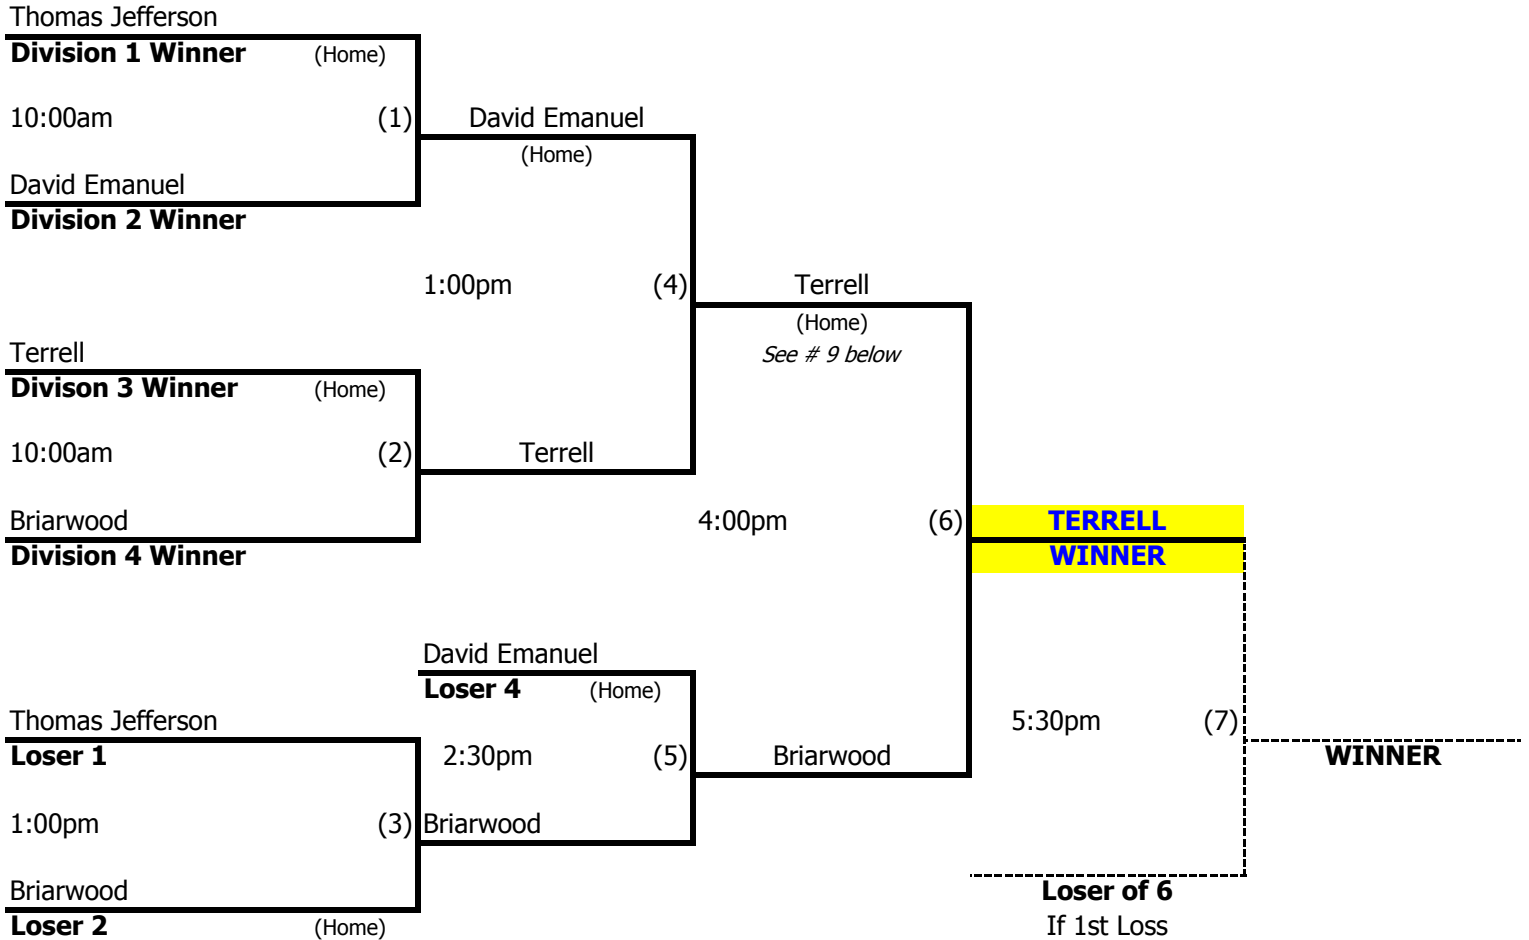 Thomas Jefferson
Division 1 Winner (Home)
10:00am (1)
David Emanuel
(Home)
David Emanuel
Division 2 Winner
1:00pm (4)
Terrell
(Home)
See # 9 below
Terrell
Divison 3 Winner (Home)
10:00am (2)
Terrell
Briarwood
Division 4 Winner
4:00pm (6)
TERRELL
WINNER
David Emanuel
Loser 4 (Home)
Thomas Jefferson
Loser 1
2:30pm (5)
Briarwood
5:30pm (7)
WINNER
1:00pm (3)
Briarwood
Briarwood
Loser 2 (Home)
Loser of 6
If 1st Loss